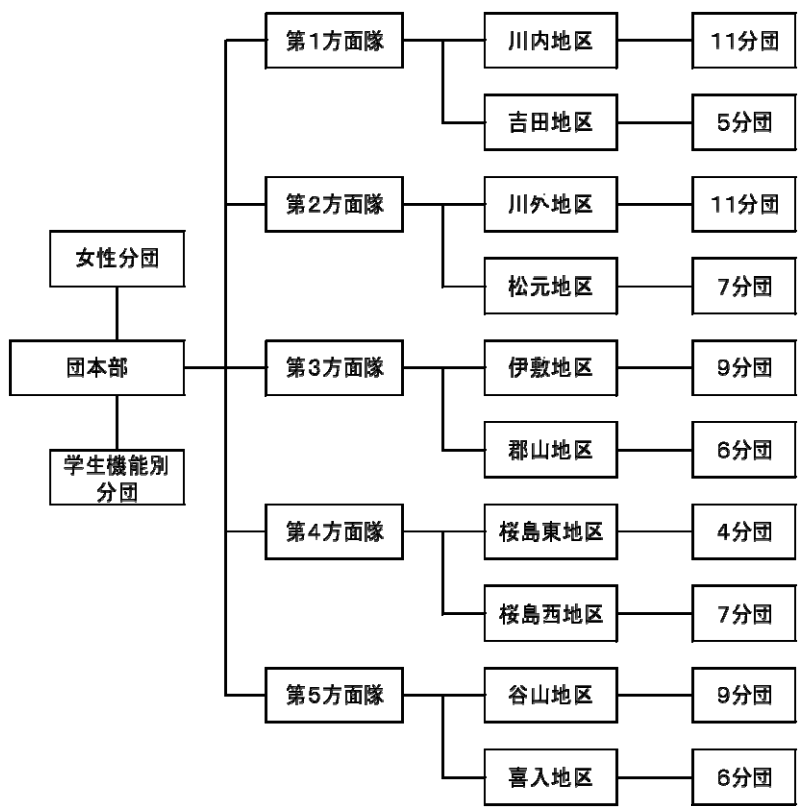 第1方面隊
川内地区
11分団
吉田地区
5分団
第2方面隊
川外地区
11分団
女性分団
松元地区
7分団
団本部
第3方面隊
伊敷地区
9分団
郡山地区
6分団
学生機能別
分団
第4方面隊
桜島東地区
4分団
桜島西地区
7分団
第5方面隊
谷山地区
9分団
喜入地区
6分団